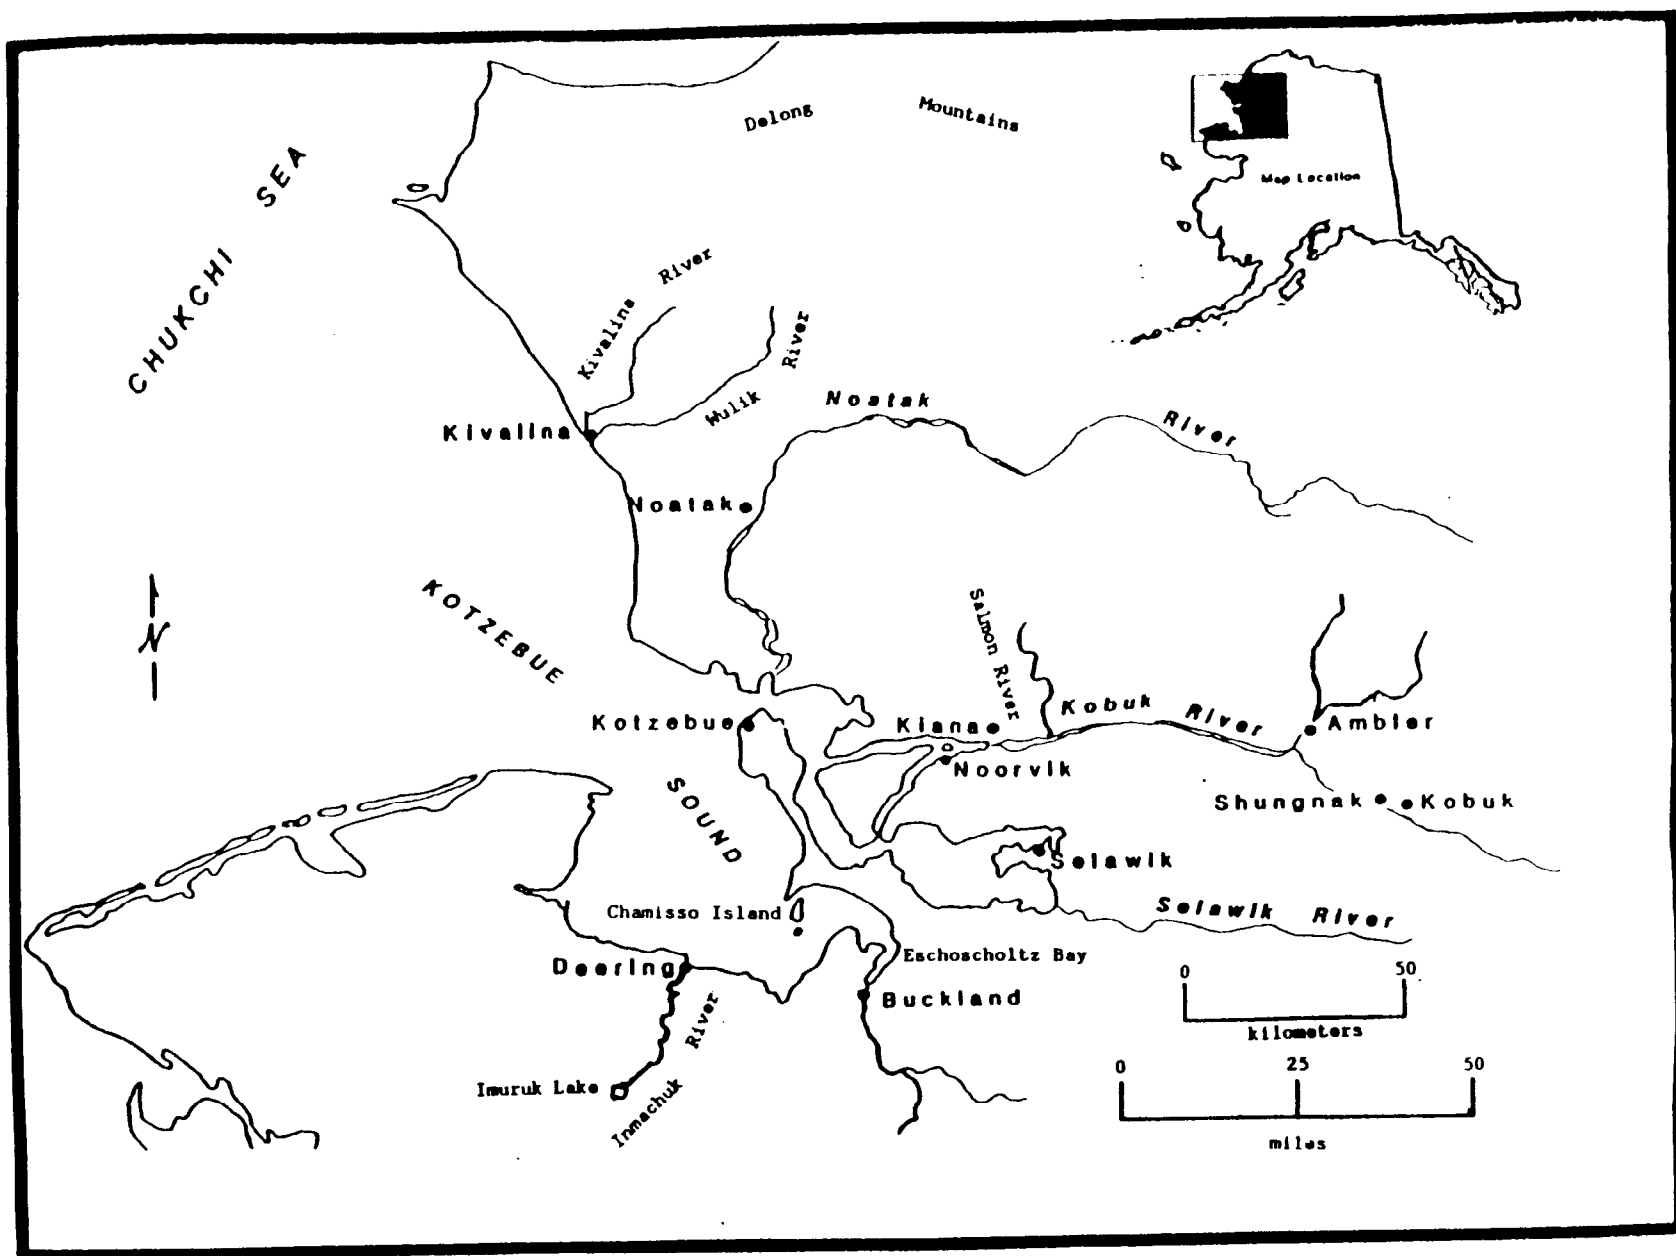 Delong Mountains
CHUKCHI SEA
Map Location
Kivalina River
Wulik River
Noatak River
Kivalina
Noatak
N
KOTZEBUE SOUND
Salmon River
Kobuk River
Kotzebue
Kiana
Ambler
Noorvik
Shungnak
Kobuk
Selawik
Selawik River
Chamisso Island
Eschoscholtz Bay
Deering
Buckland
0 50
kilometers
0 25 50
miles
Imuruk Lake
Inmachuk River